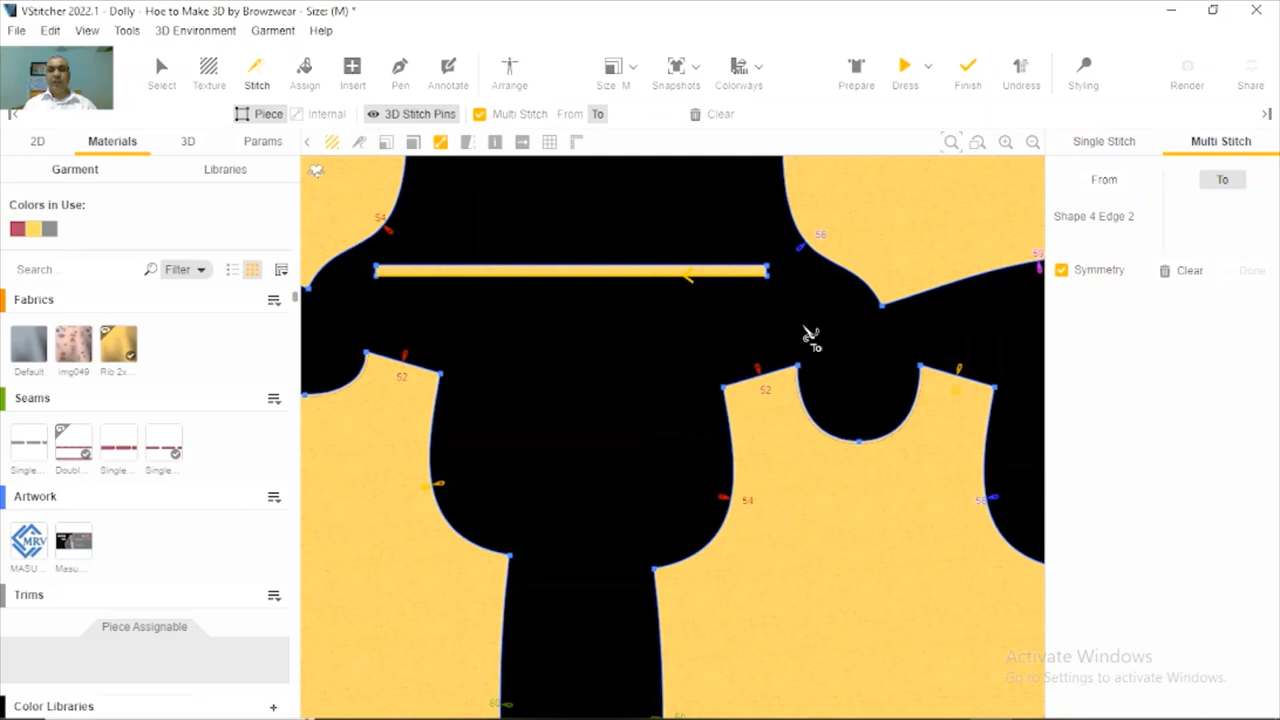 VStitcher 2022.1 - Dolly - Hoe to Make 3D by Browzwear - Size: (M) *
File Edit View Tools 3D Environment Garment Help
Select Texture Stitch Assign Insert Pen Annotate Arrange Size M Snapshots Colorways Prepare Dress Finish Undress Styling Render Share
Piece Internal 3D Stitch Pins Multi Stitch From To Clear
2D Materials 3D Params
Single Stitch Multi Stitch
Garment Libraries
From To
Colors in Use:
Shape 4 Edge 2
Search... Filter
Symmetry Clear Done
Fabrics
Default img049 Rib 2x...
Seams
Single... Doubl... Single... Single...
Artwork
MASU... Masu...
Trims
Piece Assignable
Color Libraries +
54
56
59
To
52
52
54
56
60
60
Activate Windows
Go to Settings to activate Windows.